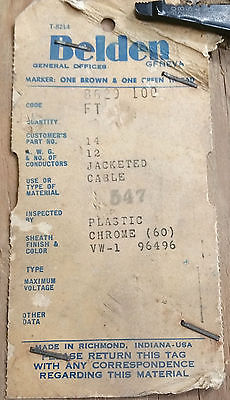 T-8214
Belden
GENERAL OFFICES GENEVA
MARKER: ONE BROWN & ONE GREEN THREAD
100
CODE FT
QUANTITY
CUSTOMER'S
PART NO. 14
A. W. G. 12
& NO. OF
CONDUCTORS JACKETED
USE OR CABLE
TYPE OF
MATERIAL 547
INSPECTED
BY PLASTIC
SHEATH CHROME (60)
FINISH &
COLOR VW-1 96496
TYPE
MAXIMUM
VOLTAGE
OTHER
DATA
MADE IN RICHMOND, INDIANA-USA
PLEASE RETURN THIS TAG
WITH ANY CORRESPONDENCE
REGARDING THIS MATERIAL